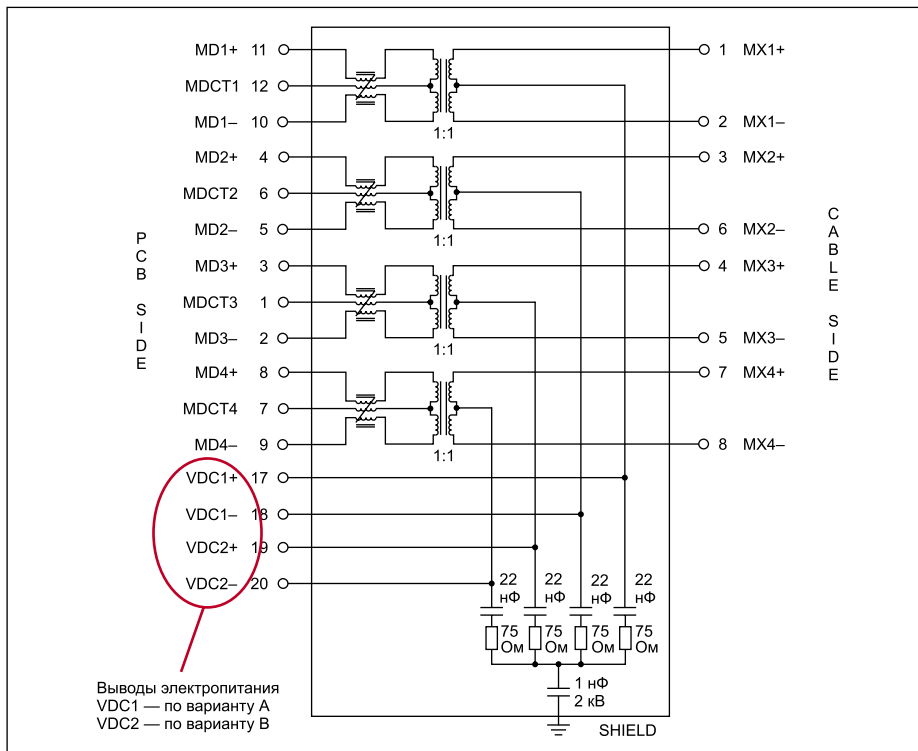 MD1+ 11
1 MX1+
MDCT1 12
MD1– 10
2 MX1–
1:1
MD2+ 4
3 MX2+
MDCT2 6
MD2– 5
6 MX2–
1:1
MD3+ 3
4 MX3+
MDCT3 1
MD3– 2
5 MX3–
1:1
MD4+ 8
7 MX4+
MDCT4 7
MD4– 9
8 MX4–
1:1
PCB SIDE
CABLE SIDE
VDC1+ 17
VDC1– 18
VDC2+ 19
VDC2– 20
22 22 22 22
нФ нФ нФ нФ
75 75 75 75
Ом Ом Ом Ом
1 нФ
2 кВ
SHIELD
Выводы электропитания
VDC1 — по варианту A
VDC2 — по варианту B